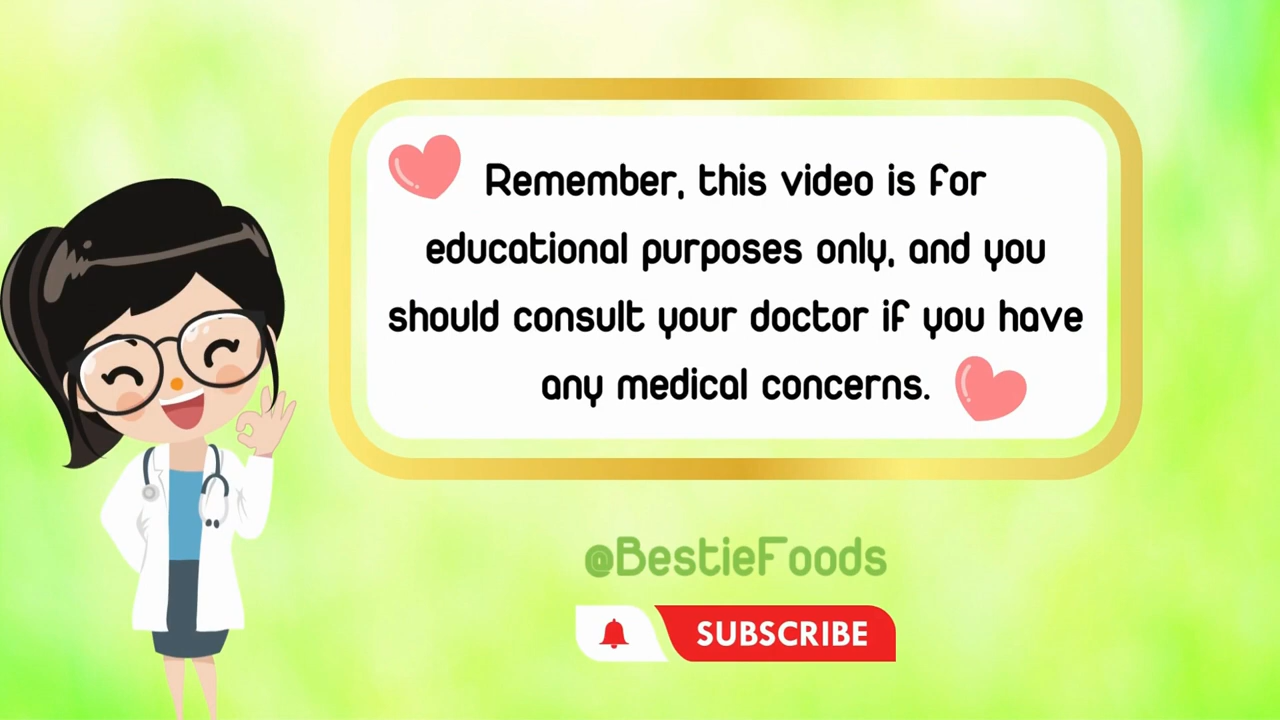 Remember, this video is for
educational purposes only, and you
should consult your doctor if you have
any medical concerns.
@BestieFoods
SUBSCRIBE